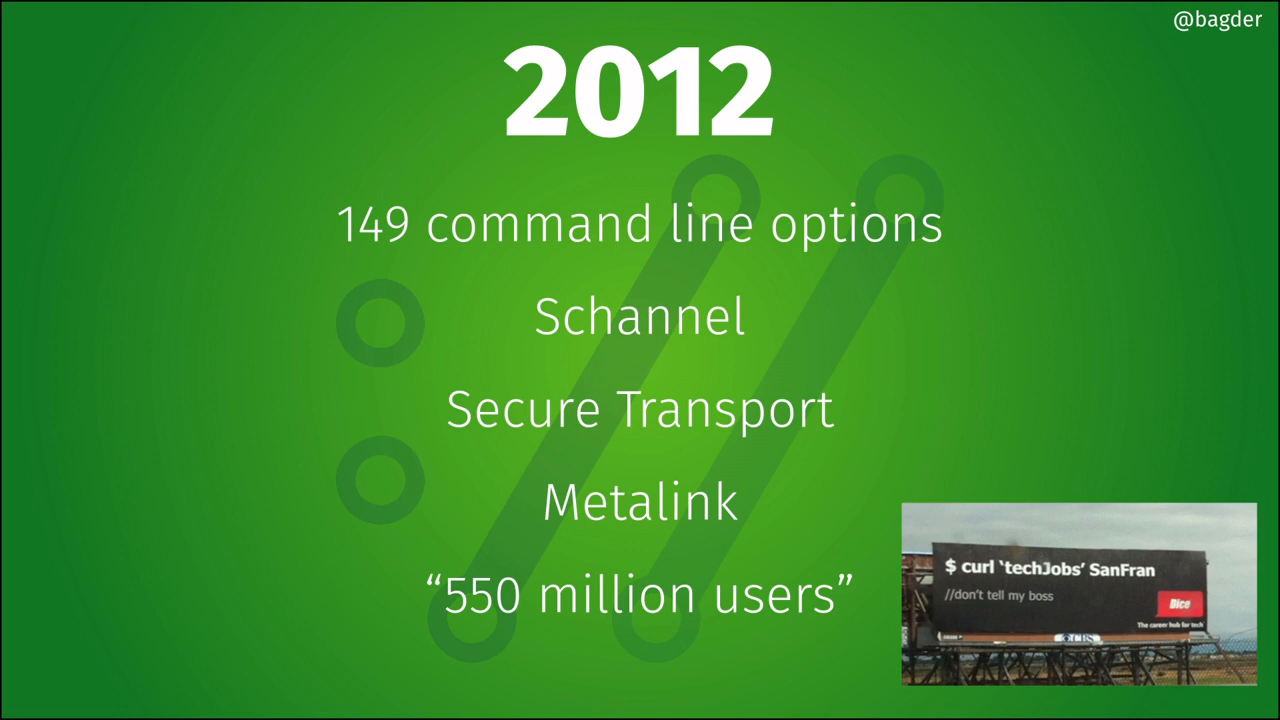 @bagder
2012
149 command line options
Schannel
Secure Transport
Metalink
“550 million users”
$ curl ‘techJobs’ SanFran
//don’t tell my boss
Dice
The career hub for tech
CBS